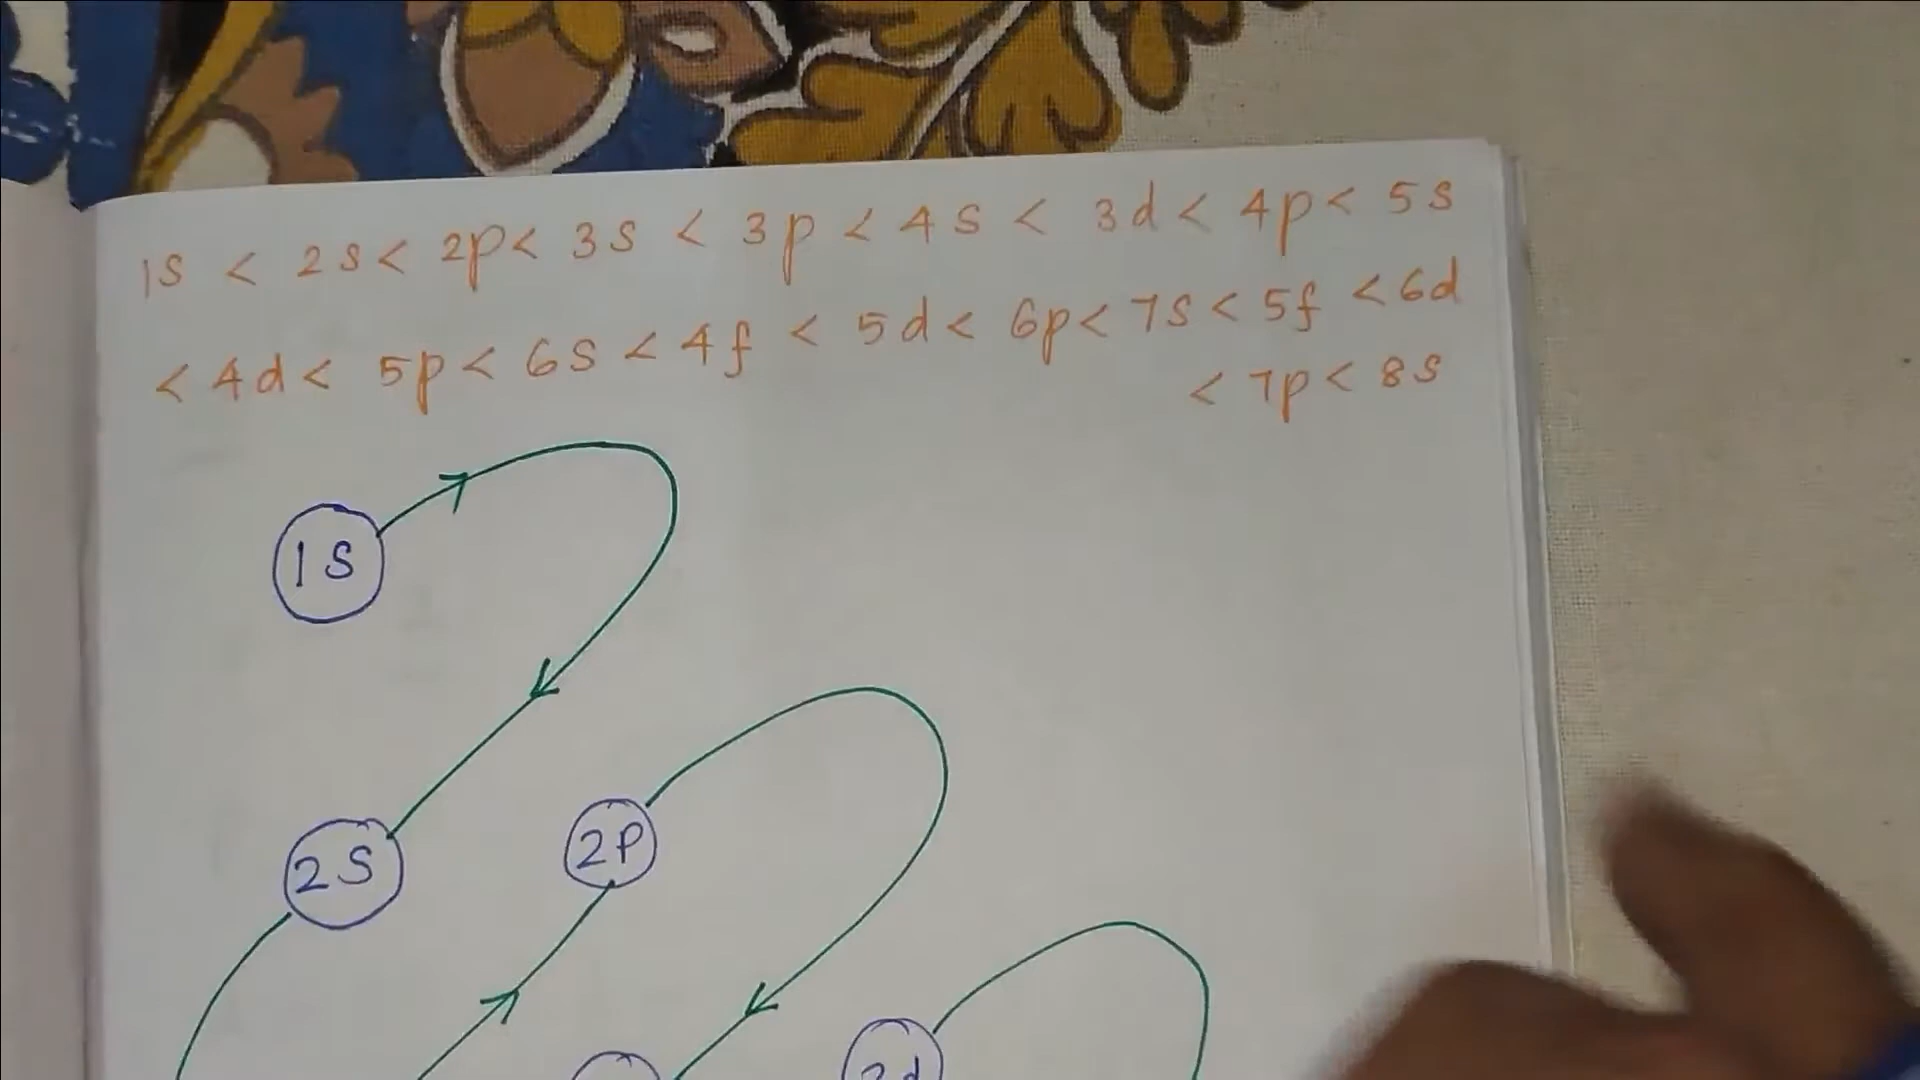 1s < 2s < 2p < 3s < 3p < 4s < 3d < 4p < 5s
< 4d < 5p < 6s < 4f < 5d < 6p < 7s < 5f < 6d
< 7p < 8s
1S
2S 2P